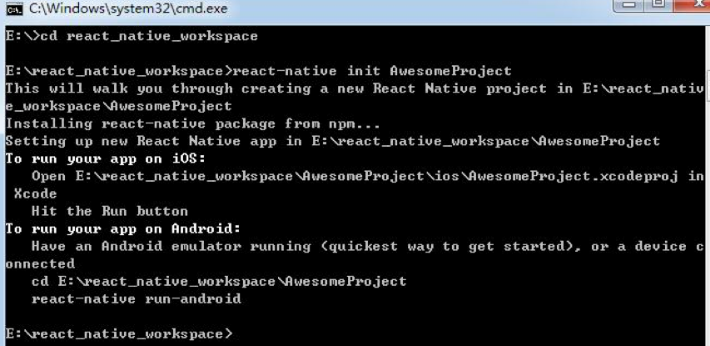 C:\Windows\system32\cmd.exe
E:\>cd react_native_workspace
E:\react_native_workspace>react-native init AwesomeProject
This will walk you through creating a new React Native project in E:\react_nativ
e_workspace\AwesomeProject
Installing react-native package from npm...
Setting up new React Native app in E:\react_native_workspace\AwesomeProject
To run your app on iOS:
Open E:\react_native_workspace\AwesomeProject\ios\AwesomeProject.xcodeproj in
Xcode
Hit the Run button
To run your app on Android:
Have an Android emulator running (quickest way to get started), or a device c
onnected
cd E:\react_native_workspace\AwesomeProject
react-native run-android
E:\react_native_workspace>